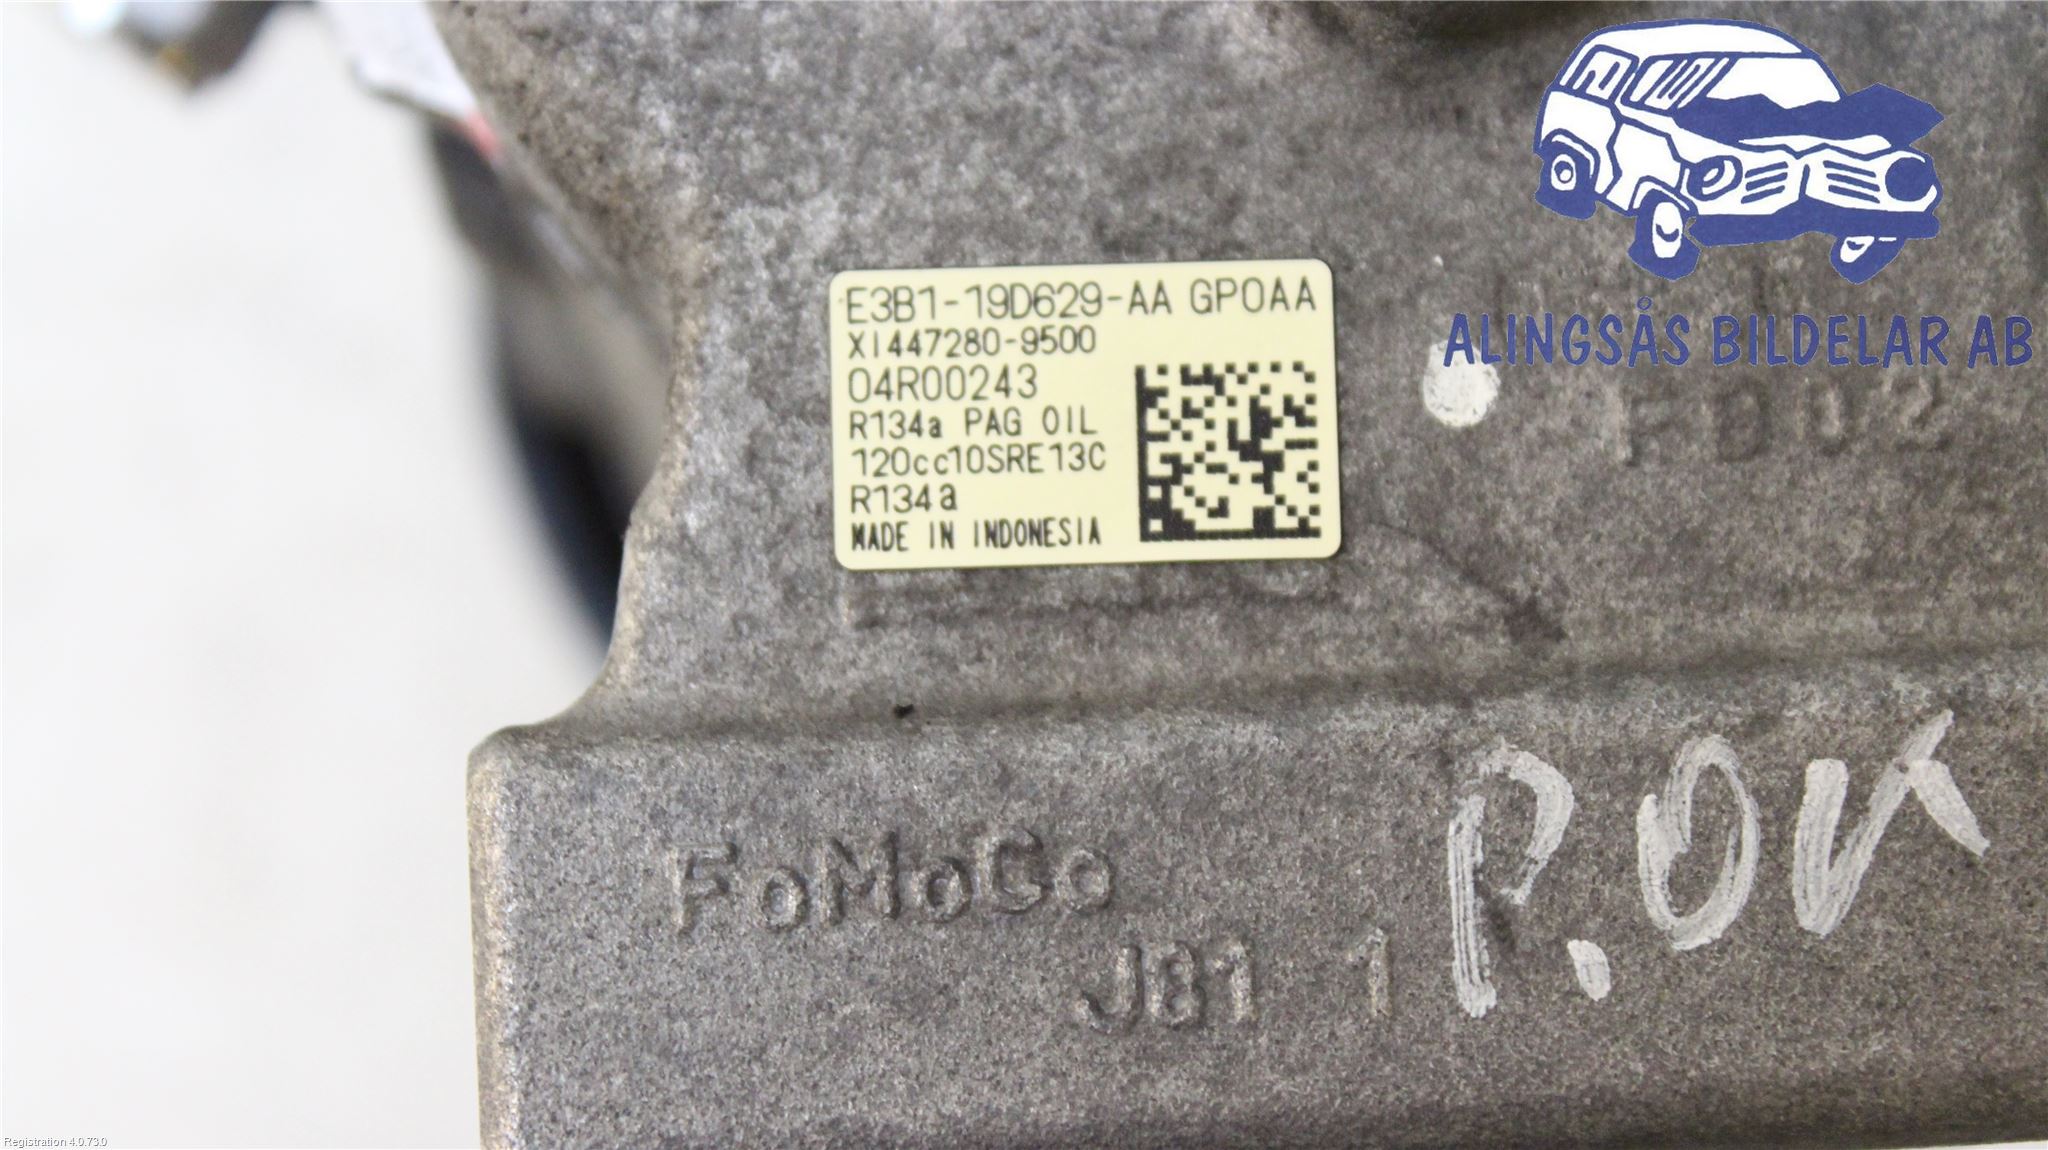 E3B1-19D629-AA GPOAA
XI447280-9500
04R00243
R134a PAG OIL
120cc10SRE13C
R134a
MADE IN INDONESIA
ALINGSÅS BILDELAR AB
FoMoCo
J81 1
P.OK
Registration 4.0.73.0